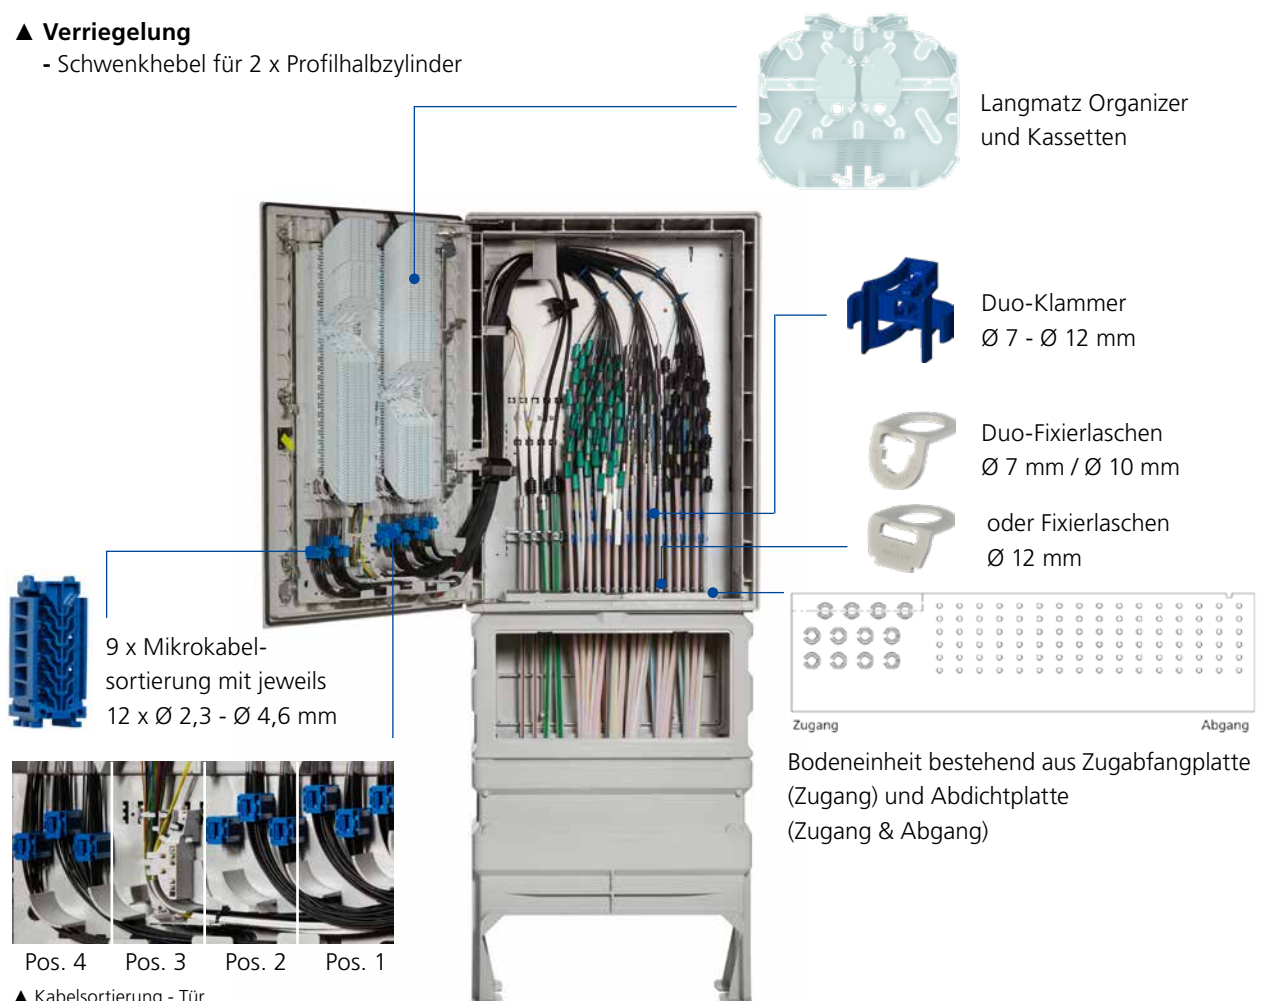 ▲ Verriegelung
- Schwenkhebel für 2 x Profilhalbzylinder
Langmatz Organizer
und Kassetten
Duo-Klammer
Ø 7 - Ø 12 mm
Duo-Fixierlaschen
Ø 7 mm / Ø 10 mm
oder Fixierlaschen
Ø 12 mm
9 x Mikrokabel-
sortierung mit jeweils
12 x Ø 2,3 - Ø 4,6 mm
Zugang
Abgang
Bodeneinheit bestehend aus Zugabfangplatte
(Zugang) und Abdichtplatte
(Zugang & Abgang)
Pos. 4
Pos. 3
Pos. 2
Pos. 1
▲ Kabelsortierung - Tür